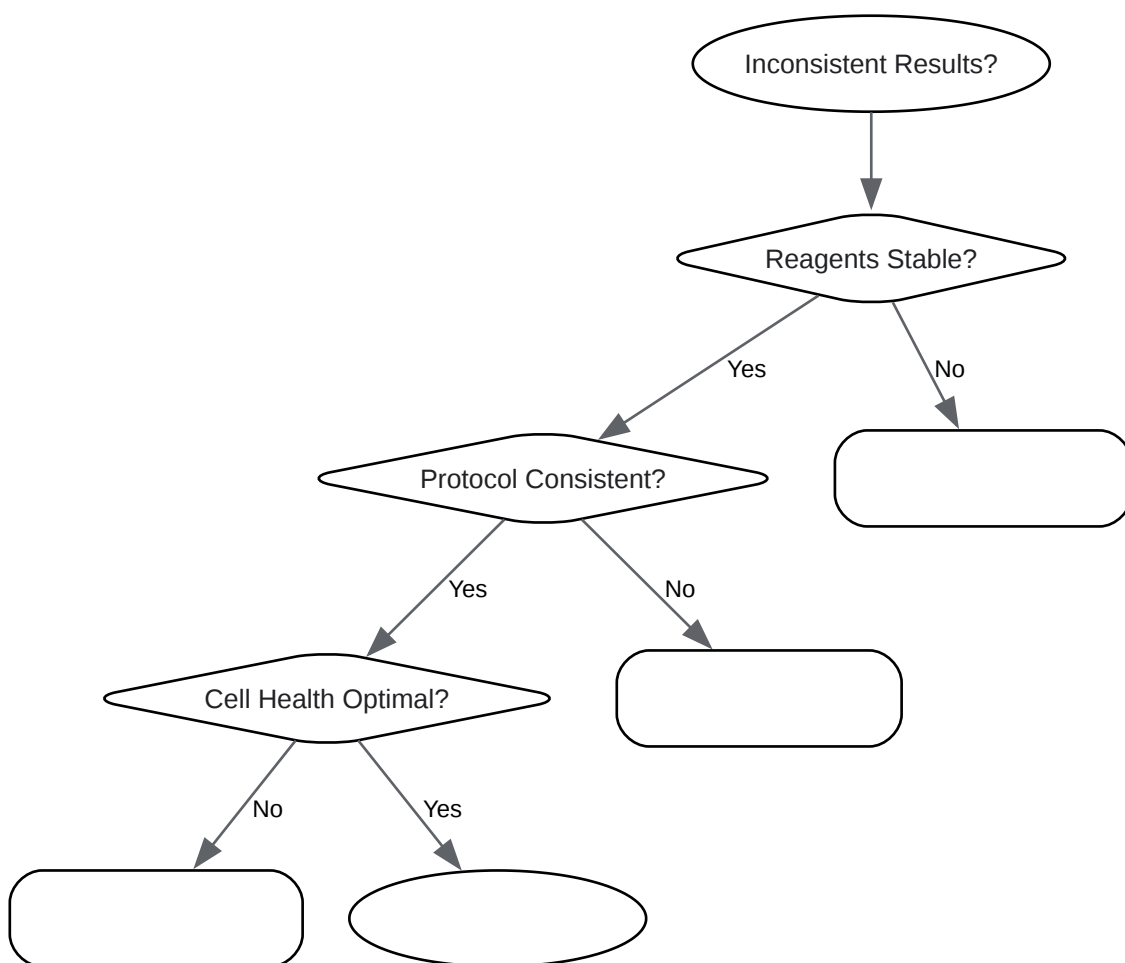 Inconsistent Results?
Reagents Stable?
Yes
No
Protocol Consistent?
Yes
No
Cell Health Optimal?
No
Yes